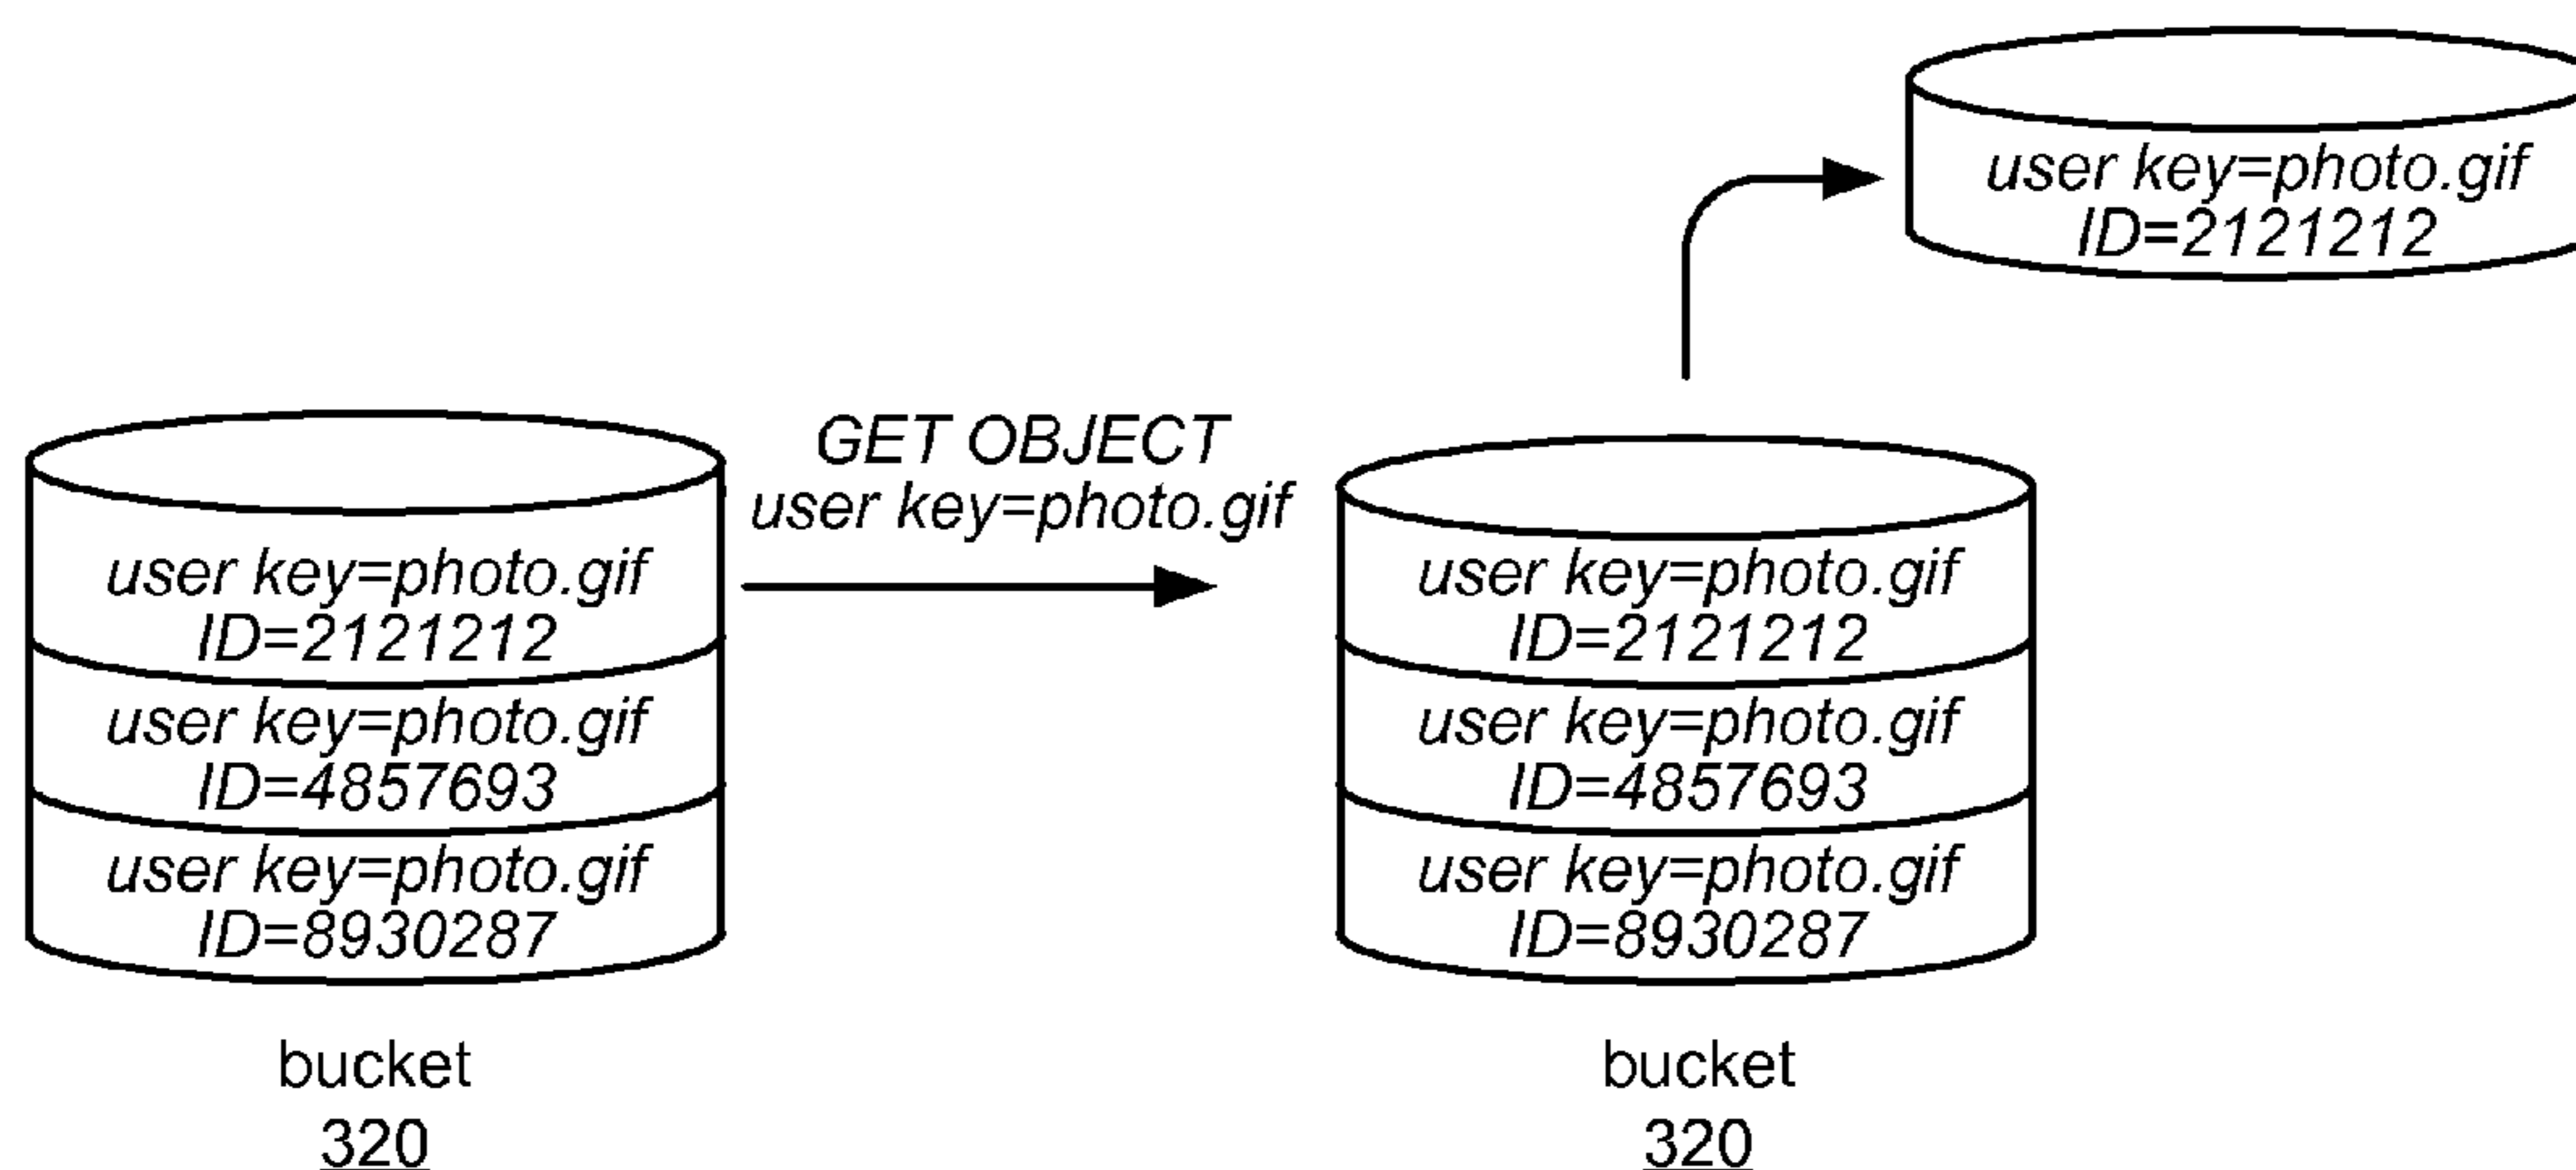 user key=photo.gif
ID=2121212
GET OBJECT
user key=photo.gif
user key=photo.gif
ID=2121212
user key=photo.gif
ID=4857693
user key=photo.gif
ID=8930287
bucket
320
user key=photo.gif
ID=2121212
user key=photo.gif
ID=4857693
user key=photo.gif
ID=8930287
bucket
320